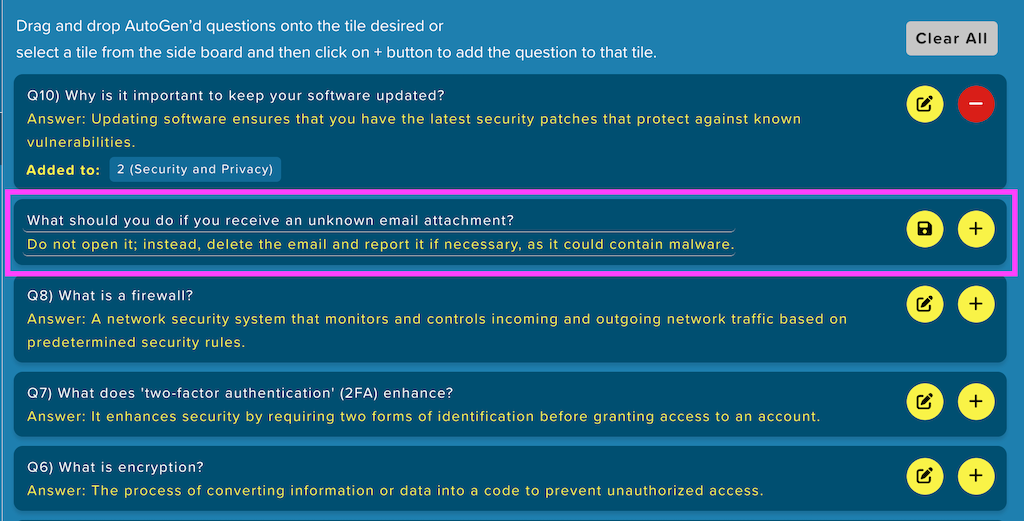 Drag and drop AutoGen'd questions onto the tile desired or
select a tile from the side board and then click on + button to add the question to that tile.
Clear All
Q10) Why is it important to keep your software updated?
Answer: Updating software ensures that you have the latest security patches that protect against known
vulnerabilities.
Added to: 2 (Security and Privacy)
What should you do if you receive an unknown email attachment?
Do not open it; instead, delete the email and report it if necessary, as it could contain malware.
Q8) What is a firewall?
Answer: A network security system that monitors and controls incoming and outgoing network traffic based on
predetermined security rules.
Q7) What does 'two-factor authentication' (2FA) enhance?
Answer: It enhances security by requiring two forms of identification before granting access to an account.
Q6) What is encryption?
Answer: The process of converting information or data into a code to prevent unauthorized access.